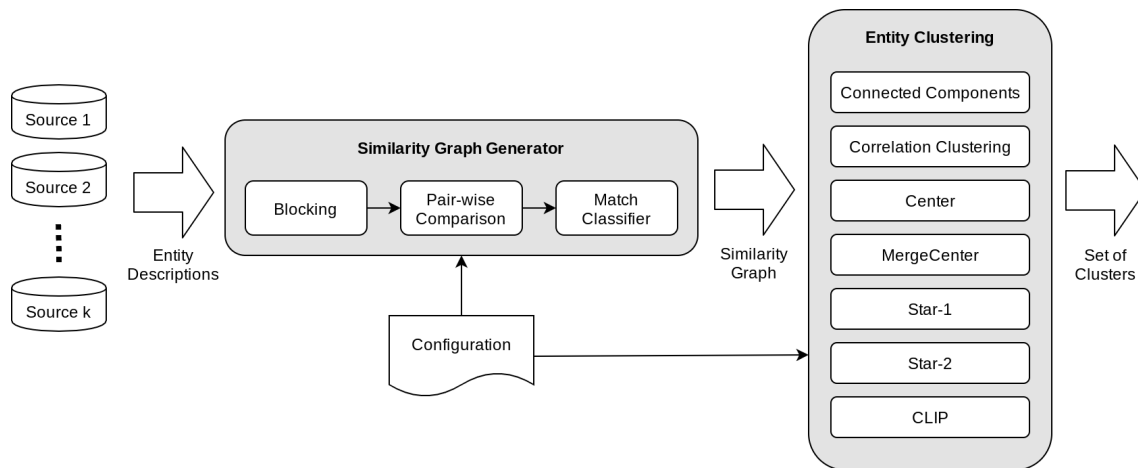 Source 1
Source 2
Source k
Entity
Descriptions
Similarity Graph Generator
Blocking
Pair-wise
Comparison
Match
Classifier
Configuration
Similarity
Graph
Entity Clustering
Connected Components
Correlation Clustering
Center
MergeCenter
Star-1
Star-2
CLIP
Set of
Clusters